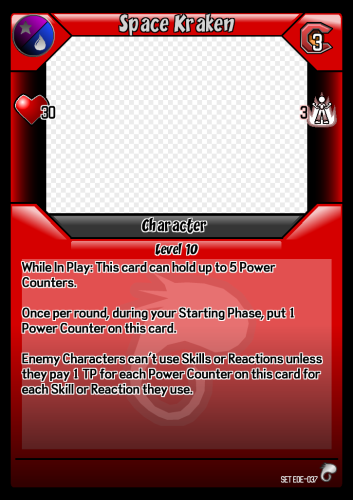 Space Kraken
3
30
3
Character
Level 10
While In Play: This card can hold up to 5 Power
Counters.
Once per round, during your Starting Phase, put 1
Power Counter on this card.
Enemy Characters can't use Skills or Reactions unless
they pay 1 TP for each Power Counter on this card for
each Skill or Reaction they use.
SET EDE-037